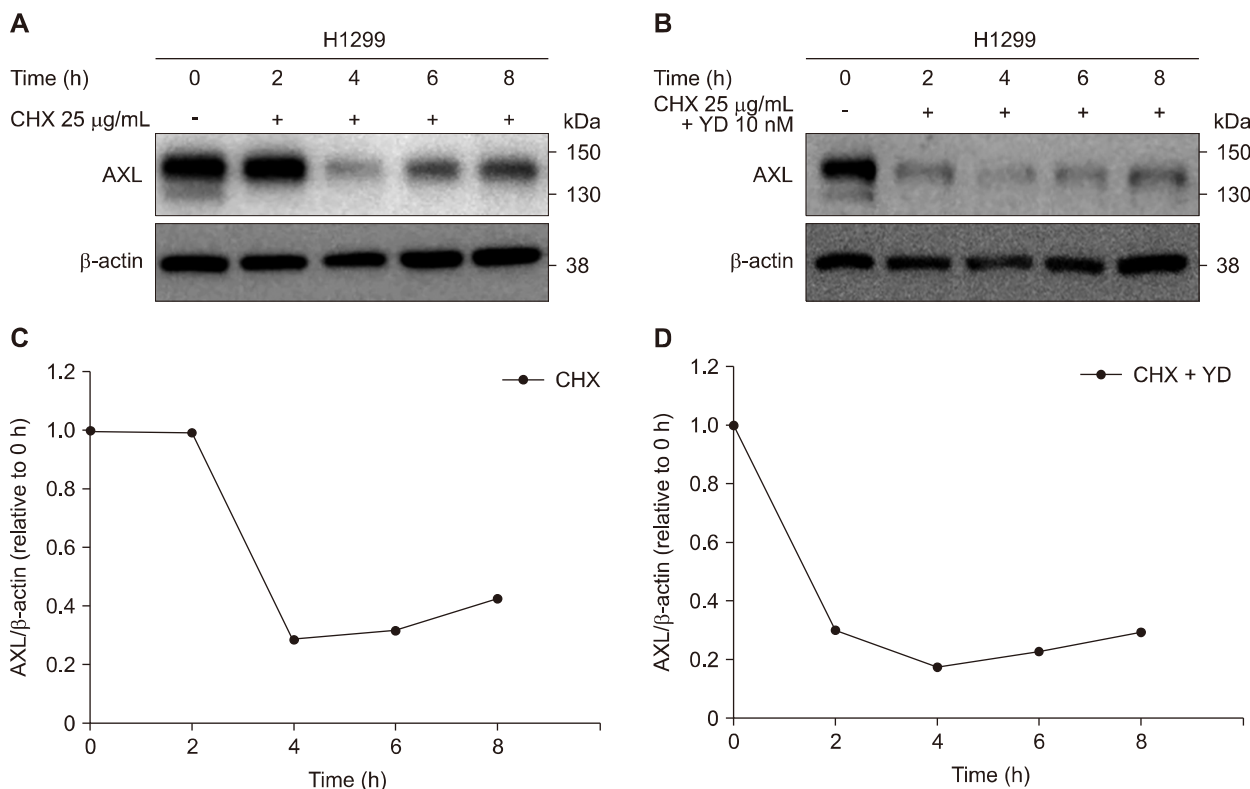 A
H1299
Time (h) 0 2 4 6 8
CHX 25 μg/mL - + + + + kDa
AXL
150
130
β-actin
38
B
H1299
Time (h) 0 2 4 6 8
CHX 25 μg/mL
+ YD 10 nM - + + + + kDa
AXL
150
130
β-actin
38
C
1.2
1.0
0.8
0.6
0.4
0.2
0
AXL/β-actin (relative to 0 h)
CHX
0 2 4 6 8
Time (h)
D
1.2
1.0
0.8
0.6
0.4
0.2
0
AXL/β-actin (relative to 0 h)
CHX + YD
0 2 4 6 8
Time (h)